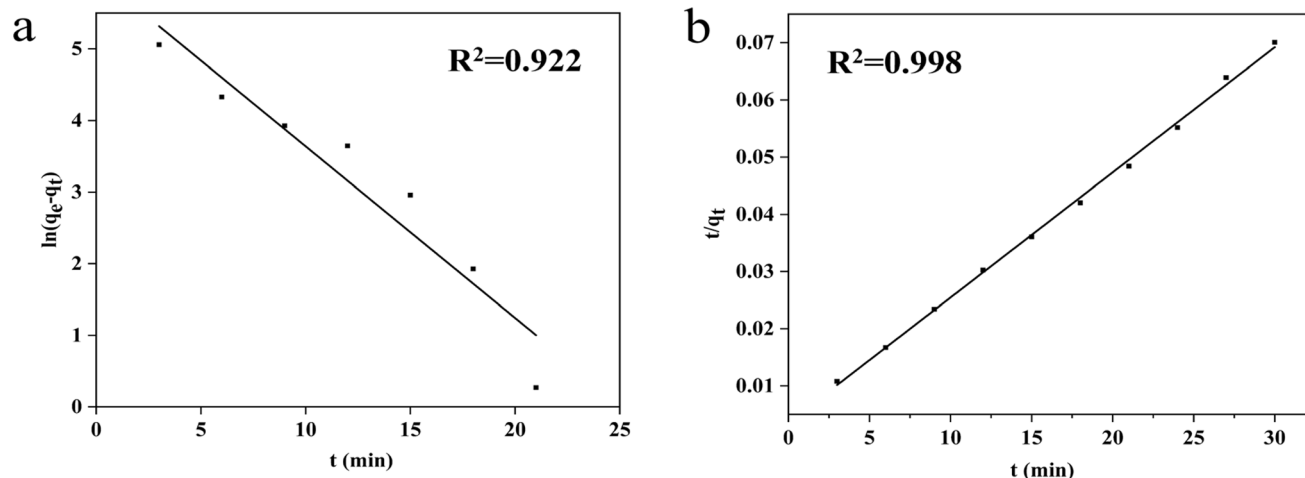 a
R²=0.922
ln(qe-qt)
5
4
3
2
1
0
0 5 10 15 20 25
t (min)
b
R²=0.998
t/qt
0.07
0.06
0.05
0.04
0.03
0.02
0.01
0 5 10 15 20 25 30
t (min)